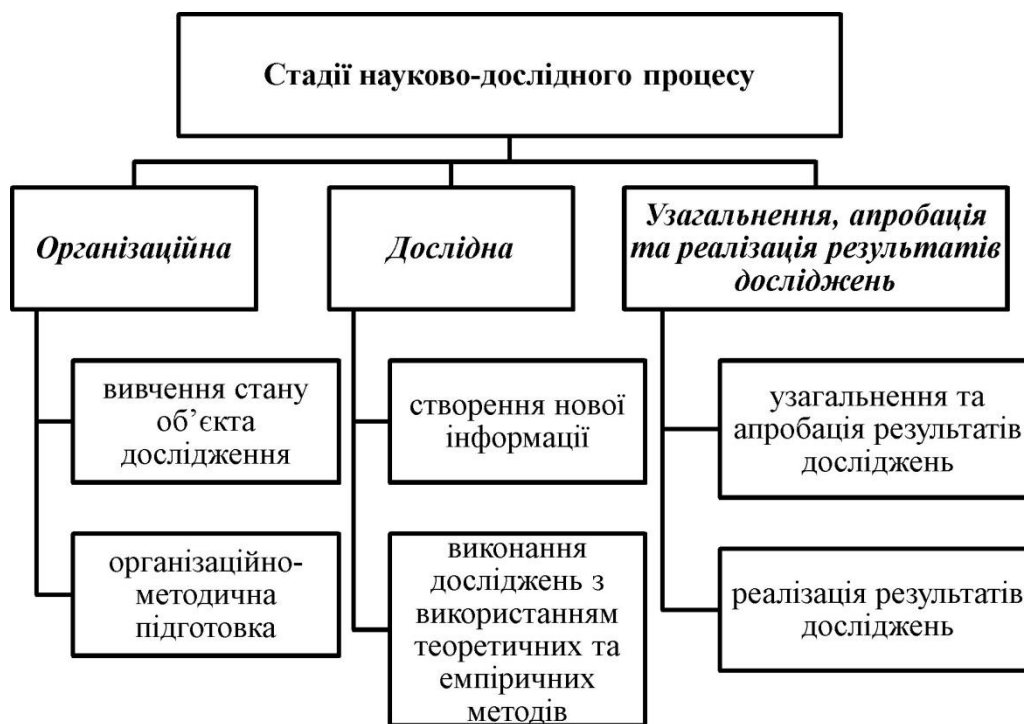 Стадії науково-дослідного процесу
Організаційна
Дослідна
Узагальнення, апробація
та реалізація результатів
досліджень
вивчення стану
об’єкта
дослідження
створення нової
інформації
узагальнення та
апробація результатів
досліджень
організаційно-
методична
підготовка
виконання
досліджень з
використанням
теоретичних та
емпіричних
методів
реалізація результатів
досліджень